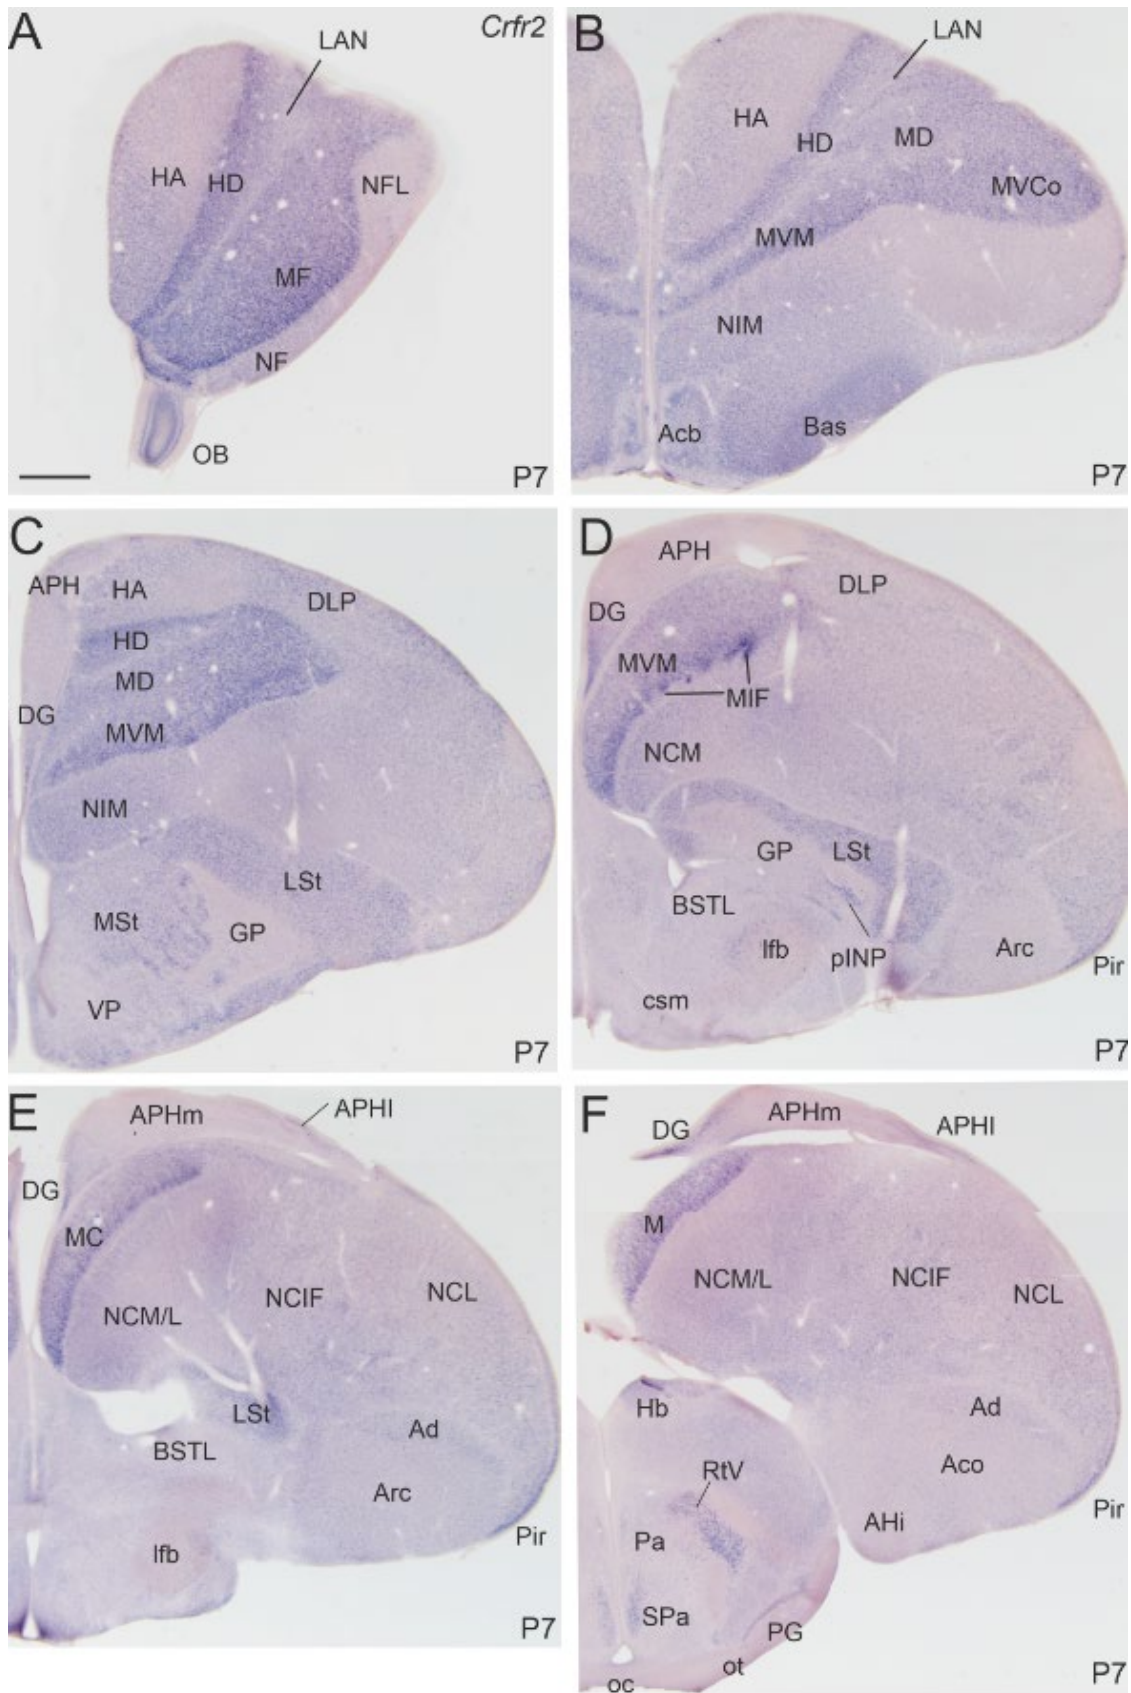 A
Crfr2
LAN
HA
HD
NFL
MF
NF
OB
P7
B
LAN
HA
HD
MD
MVCo
MVM
NIM
Acb
Bas
P7
C
APH
HA
DLP
HD
MD
DG
MVM
NIM
LSt
MSt
GP
VP
P7
D
APH
DLP
DG
MVM
MIF
NCM
GP
LSt
BSTL
lfb
pINP
Arc
Pir
csm
P7
E
APHm
APHl
DG
MC
NCIF
NCL
NCM/L
LSt
Ad
BSTL
Arc
Pir
lfb
P7
F
DG
APHm
APHl
M
NCM/L
NCIF
NCL
Hb
Ad
RtV
Aco
Pa
AHi
Pir
SPa
PG
ot
oc
P7